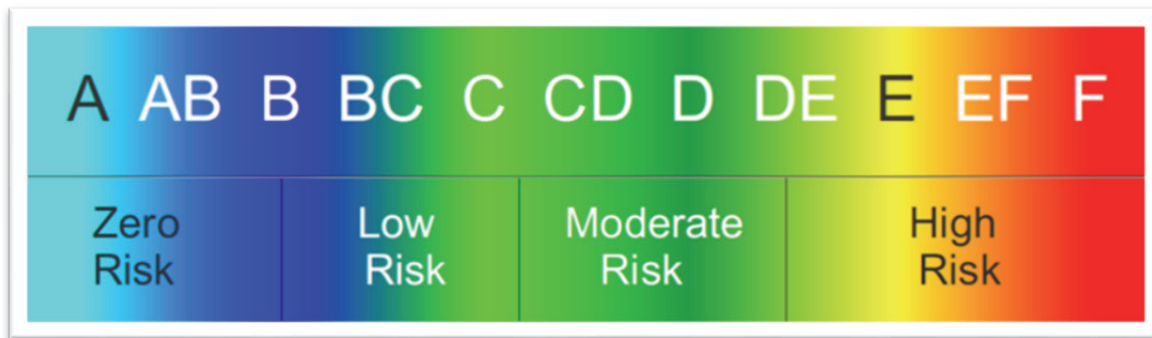 A AB B BC C CD D DE E EF F
Zero Low Moderate High
Risk Risk Risk Risk